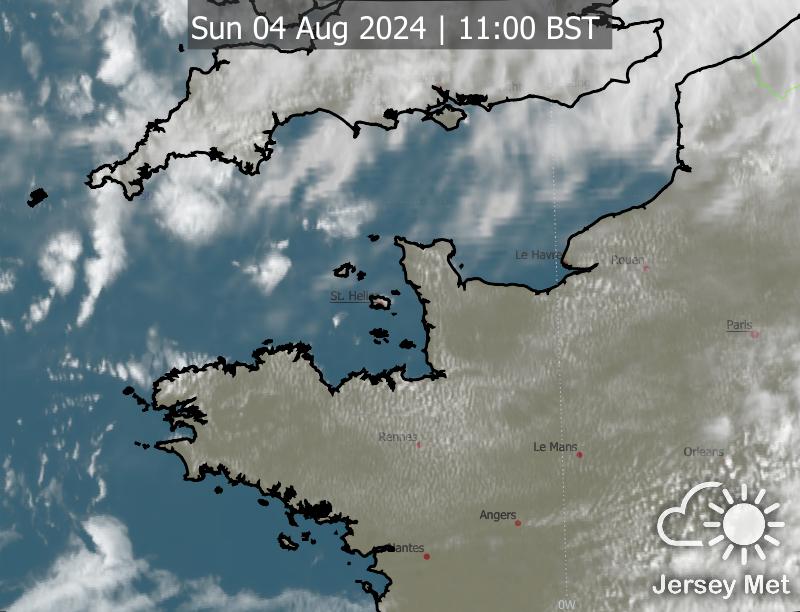 Sun 04 Aug 2024 | 11:00 BST
Le Havre
Rouen
St. Helier
Paris
Rennes
Le Mans
Orleans
Angers
Nantes
Jersey Met
0W